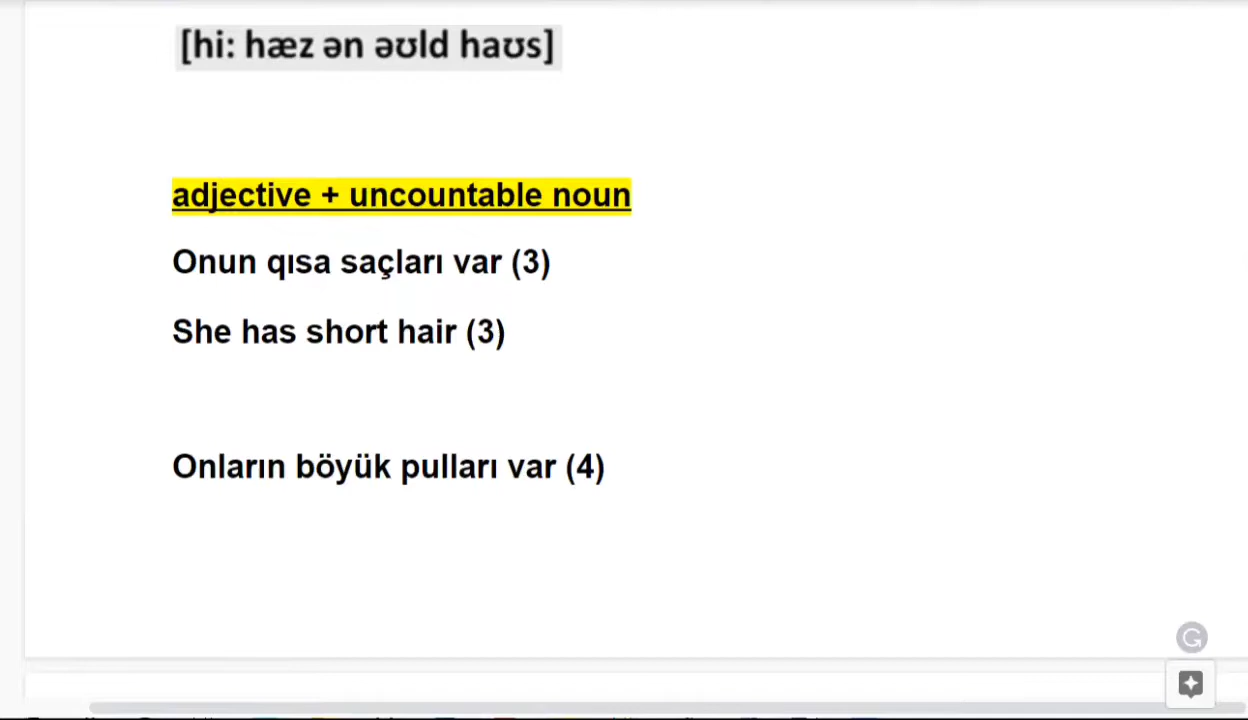 [hi: hæz ən əʊld haʊs]
adjective + uncountable noun
Onun qısa saçları var (3)
She has short hair (3)
Onların böyük pulları var (4)